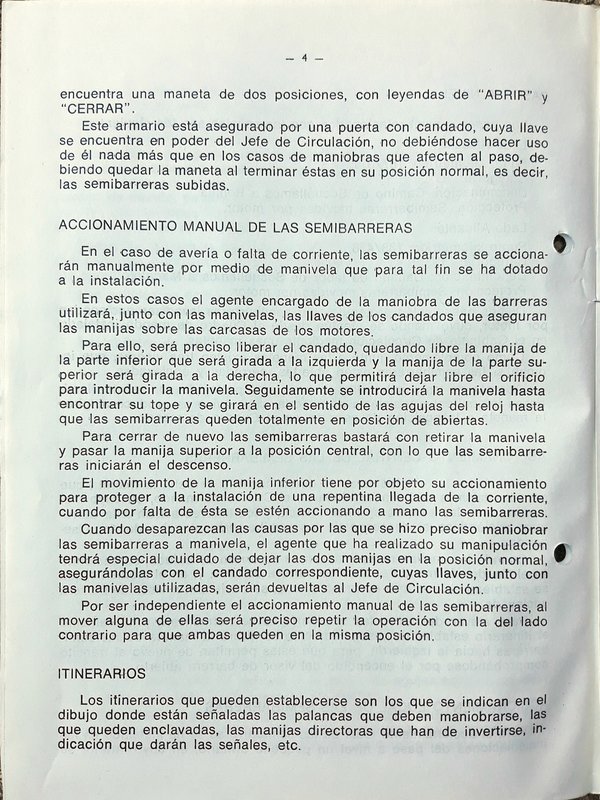 — 4 —
encuentra una maneta de dos posiciones, con leyendas de “ABRIR” y
“CERRAR”.
Este armario está asegurado por una puerta con candado, cuya llave
se encuentra en poder del Jefe de Circulación, no debiéndose hacer uso
de él nada más que en los casos de maniobras que afecten al paso, de-
biendo quedar la maneta al terminar éstas en su posición normal, es decir,
las semibarreras subidas.
ACCIONAMIENTO MANUAL DE LAS SEMIBARRERAS
En el caso de avería o falta de corriente, las semibarreras se acciona-
rán manualmente por medio de manivela que para tal fin se ha dotado
a la instalación.
En estos casos el agente encargado de la maniobra de las barreras
utilizará, junto con las manivelas, las llaves de los candados que aseguran
las manijas sobre las carcasas de los motores.
Para ello, será preciso liberar el candado, quedando libre la manija de
la parte inferior que será girada a la izquierda y la manija de la parte su-
perior será girada a la derecha, lo que permitirá dejar libre el orificio
para introducir la manivela. Seguidamente se introducirá la manivela hasta
encontrar su tope y se girará en el sentido de las agujas del reloj hasta
que las semibarreras queden totalmente en posición de abiertas.
Para cerrar de nuevo las semibarreras bastará con retirar la manivela
y pasar la manija superior a la posición central, con lo que las semibarre-
ras iniciarán el descenso.
El movimiento de la manija inferior tiene por objeto su accionamiento
para proteger a la instalación de una repentina llegada de la corriente,
cuando por falta de ésta se estén accionando a mano las semibarreras.
Cuando desaparezcan las causas por las que se hizo preciso maniobrar
las semibarreras a manivela, el agente que ha realizado su manipulación
tendrá especial cuidado de dejar las dos manijas en la posición normal,
asegurándolas con el candado correspondiente, cuyas llaves, junto con
las manivelas utilizadas, serán devueltas al Jefe de Circulación.
Por ser independiente el accionamiento manual de las semibarreras, al
mover alguna de ellas será preciso repetir la operación con la del lado
contrario para que ambas queden en la misma posición.
ITINERARIOS
Los itinerarios que pueden establecerse son los que se indican en el
dibujo donde están señaladas las palancas que deben maniobrarse, las
que queden enclavadas, las manijas directoras que han de invertirse, in-
dicación que darán las señales, etc.